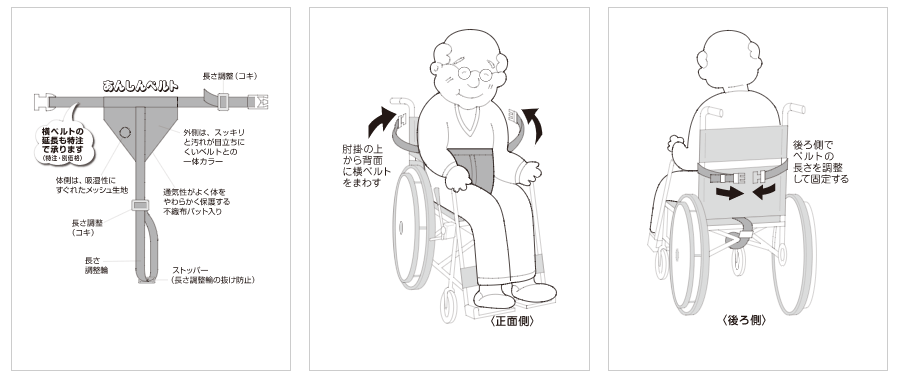 あんしんベルト
長さ調整（コキ）
横ベルトの
延長も特注
で承ります
（特注・別価格）
外側は、スッキリ
と汚れが目立ちに
くいベルトとの
一体カラー
体側は、吸湿性に
すぐれたメッシュ生地
通気性がよく体を
やわらかく保護する
不織布パット入り
長さ調整
（コキ）
長さ
調整輪
ストッパー
（長さ調整輪の抜け防止）
肘掛の上
から背面
に横ベルト
をまわす
〈正面側〉
後ろ側で
ベルトの
長さを調整
して固定する
〈後ろ側〉